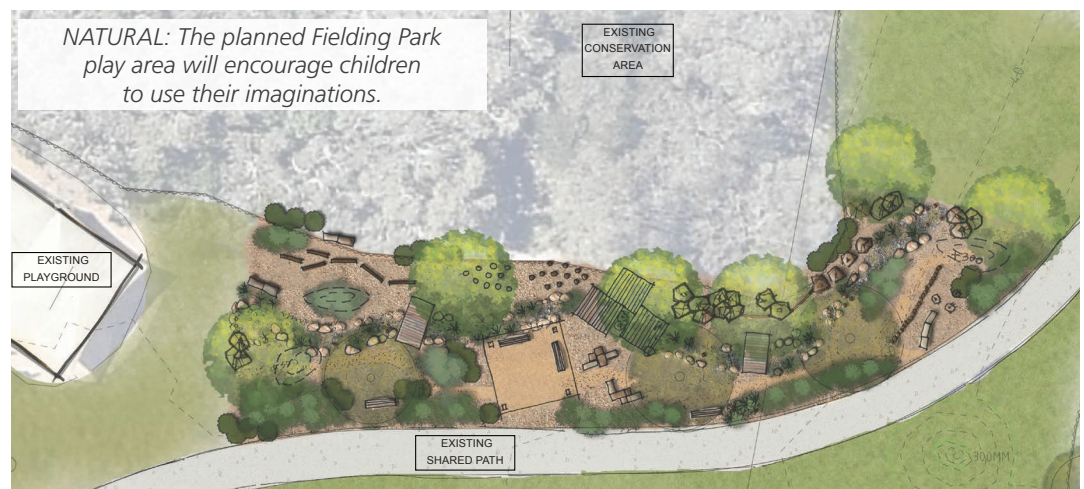 NATURAL: The planned Fielding Park
play area will encourage children
to use their imaginations.
EXISTING
CONSERVATION
AREA
EXISTING
PLAYGROUND
EXISTING
SHARED PATH
300MM